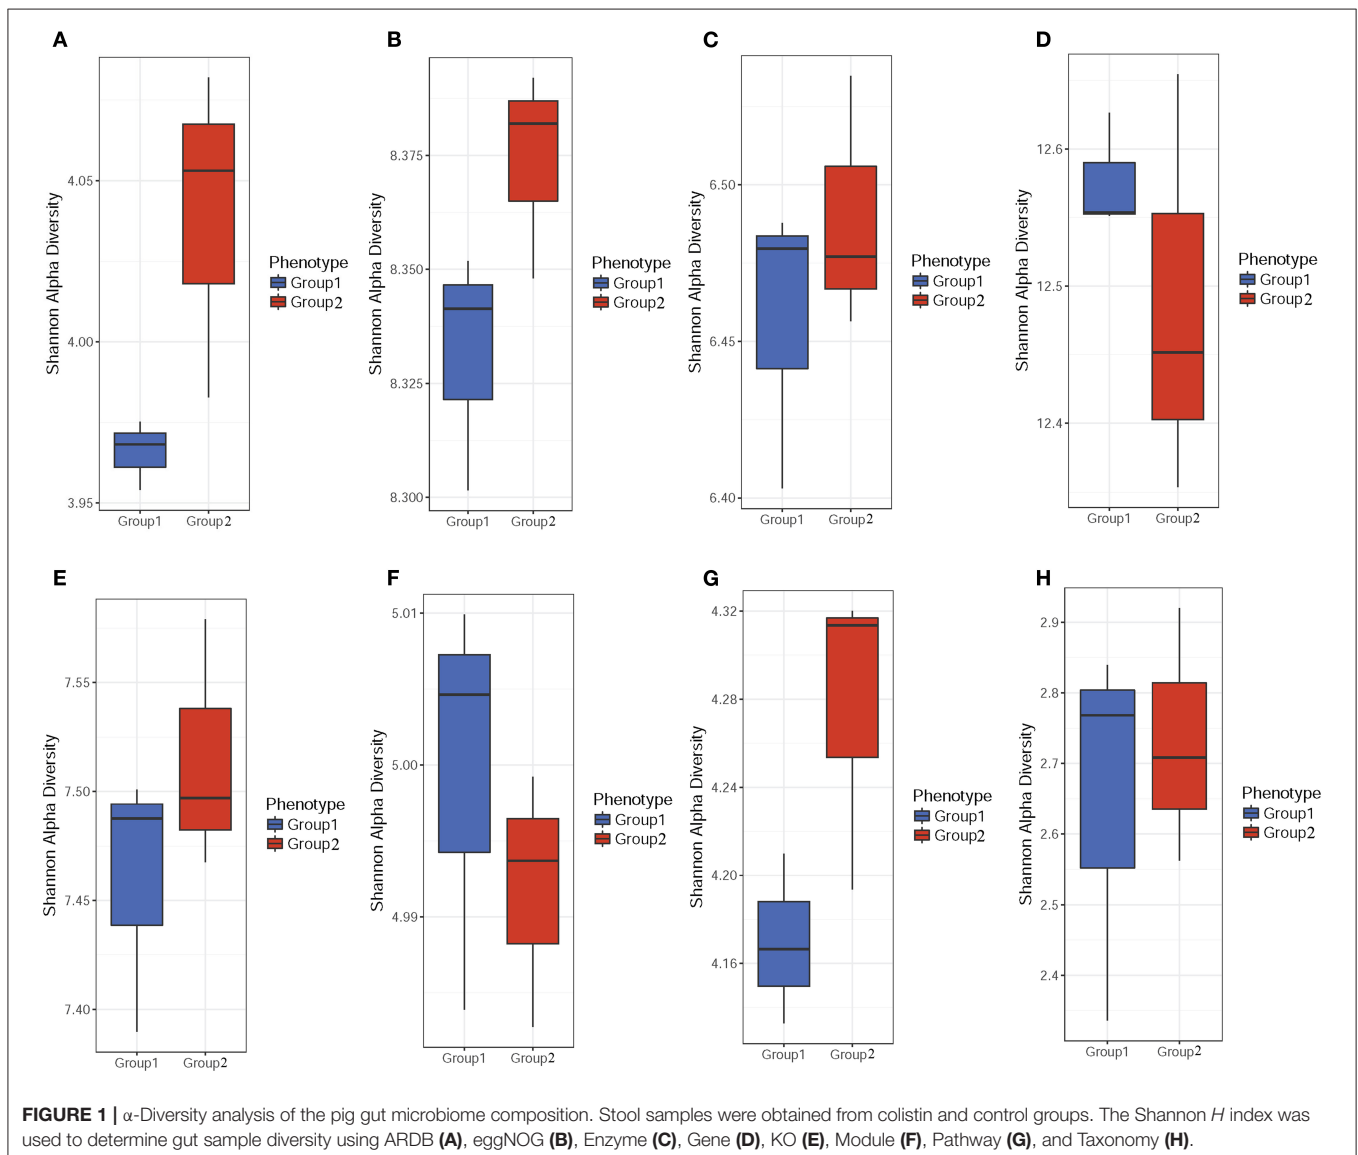 A
B
C
D
Shannon Alpha Diversity
4.05
4.00
3.95
Group1
Group2
Phenotype
Group1
Group2
Shannon Alpha Diversity
8.375
8.350
8.325
8.300
Group1
Group2
Phenotype
Group1
Group2
Shannon Alpha Diversity
6.50
6.45
6.40
Group1
Group2
Phenotype
Group1
Group2
Shannon Alpha Diversity
12.6
12.5
12.4
Group1
Group2
Phenotype
Group1
Group2
E
F
G
H
Shannon Alpha Diversity
7.55
7.50
7.45
7.40
Group1
Group2
Phenotype
Group1
Group2
Shannon Alpha Diversity
5.01
5.00
4.99
Group1
Group2
Phenotype
Group1
Group2
Shannon Alpha Diversity
4.32
4.28
4.24
4.20
4.16
Group1
Group2
Phenotype
Group1
Group2
Shannon Alpha Diversity
2.9
2.8
2.7
2.6
2.5
2.4
Group1
Group2
Phenotype
Group1
Group2
FIGURE 1 | α-Diversity analysis of the pig gut microbiome composition. Stool samples were obtained from colistin and control groups. The Shannon H index was
used to determine gut sample diversity using ARDB (A), eggNOG (B), Enzyme (C), Gene (D), KO (E), Module (F), Pathway (G), and Taxonomy (H).